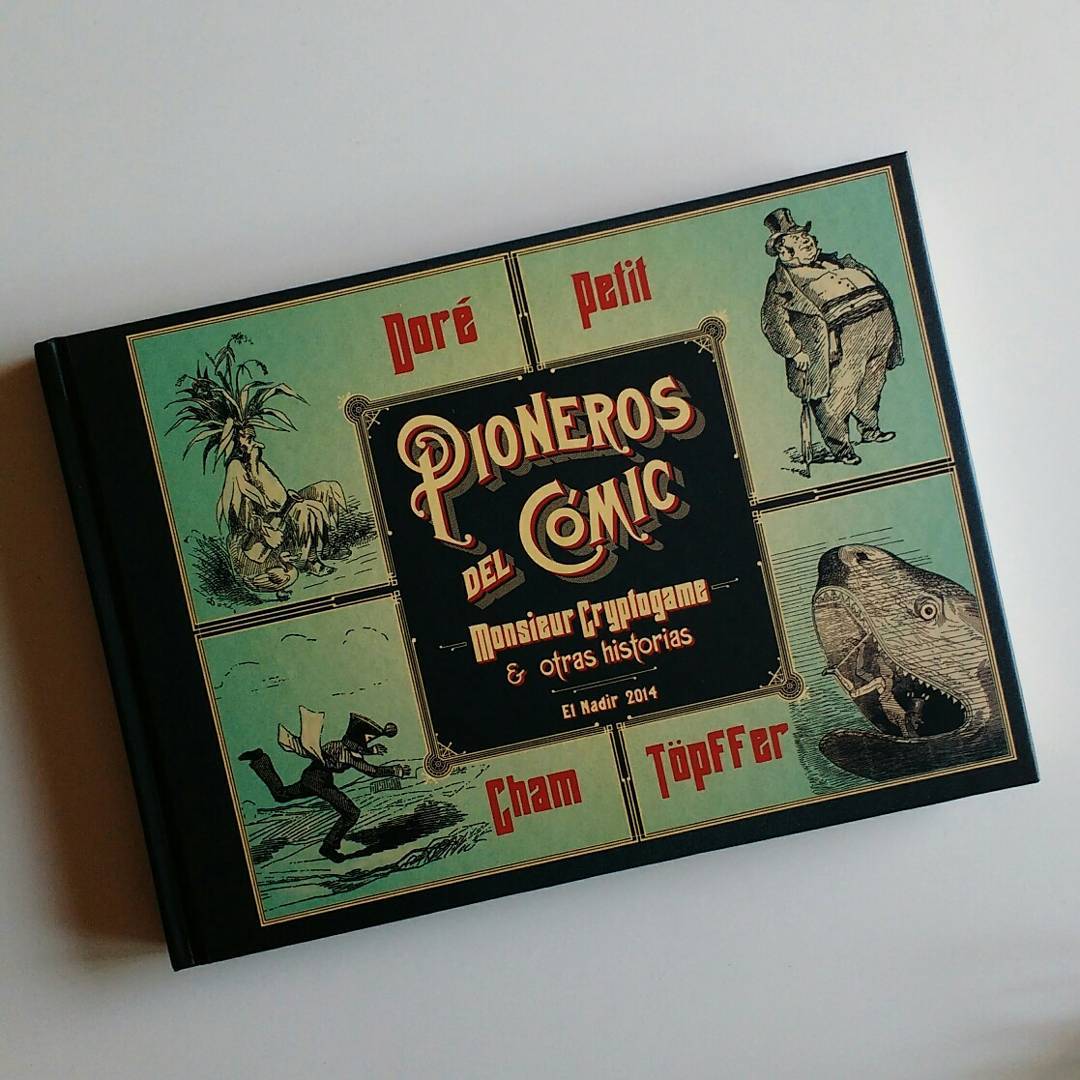 Doré
Petit
PIONEROS
DEL CÓMIC
Monsieur Cryptogame
& otras historias
El Nadir 2014
Cham
Töpffer